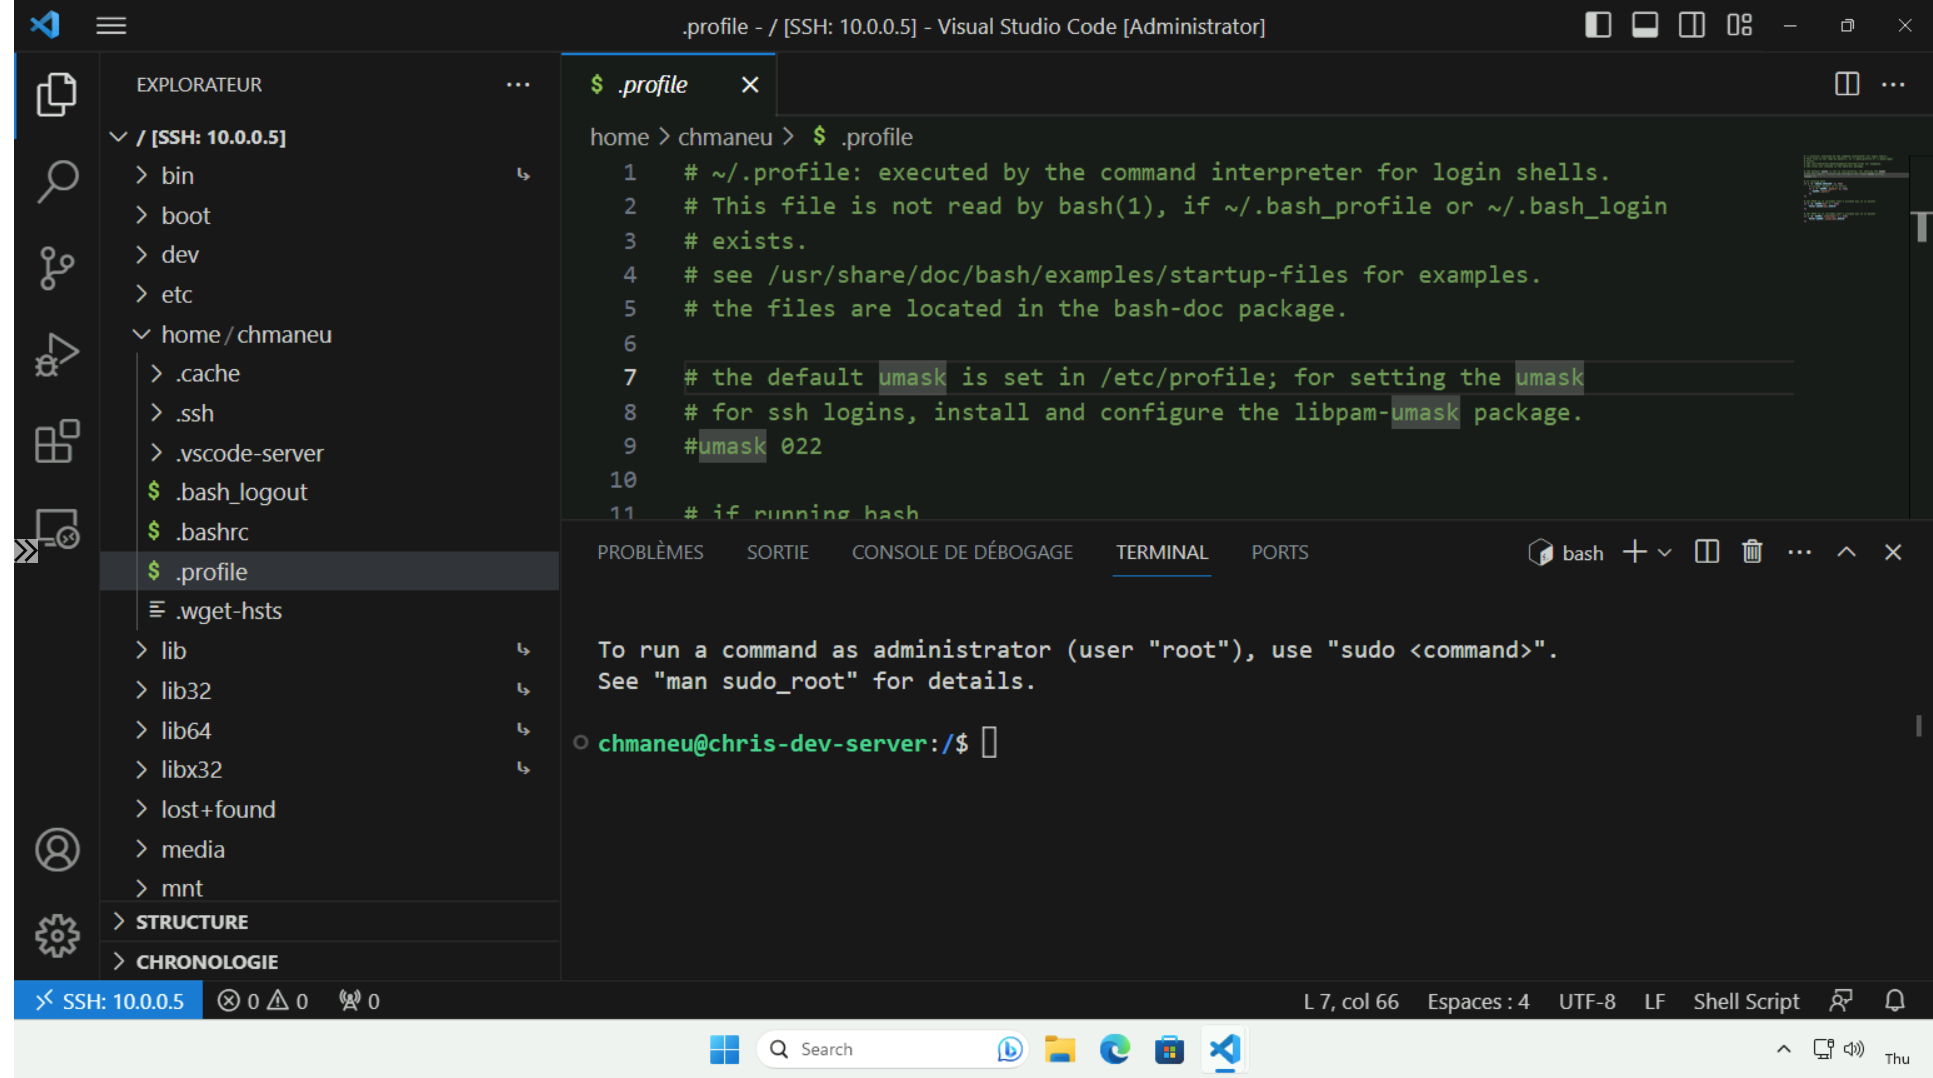 .profile - / [SSH: 10.0.0.5] - Visual Studio Code [Administrator]
EXPLORATEUR
/ [SSH: 10.0.0.5]
bin
boot
dev
etc
home / chmaneu
.cache
.ssh
.vscode-server
$ .bash_logout
$ .bashrc
$ .profile
.wget-hsts
lib
lib32
lib64
libx32
lost+found
media
mnt
STRUCTURE
CHRONOLOGIE
$ .profile
home > chmaneu > $ .profile
1 # ~/.profile: executed by the command interpreter for login shells.
2 # This file is not read by bash(1), if ~/.bash_profile or ~/.bash_login
3 # exists.
4 # see /usr/share/doc/bash/examples/startup-files for examples.
5 # the files are located in the bash-doc package.
6
7 # the default umask is set in /etc/profile; for setting the umask
8 # for ssh logins, install and configure the libpam-umask package.
9 #umask 022
10
11 # if running bash
PROBLÈMES SORTIE CONSOLE DE DÉBOGAGE TERMINAL PORTS bash
To run a command as administrator (user "root"), use "sudo <command>".
See "man sudo_root" for details.
chmaneu@chris-dev-server:/$
SSH: 10.0.0.5 0 0 0 L 7, col 66 Espaces : 4 UTF-8 LF Shell Script
Search
Thu